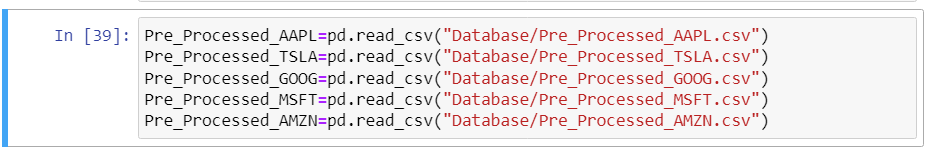 In [39]: Pre_Processed_AAPL=pd.read_csv("Database/Pre_Processed_AAPL.csv")
Pre_Processed_TSLA=pd.read_csv("Database/Pre_Processed_TSLA.csv")
Pre_Processed_GOOG=pd.read_csv("Database/Pre_Processed_GOOG.csv")
Pre_Processed_MSFT=pd.read_csv("Database/Pre_Processed_MSFT.csv")
Pre_Processed_AMZN=pd.read_csv("Database/Pre_Processed_AMZN.csv")